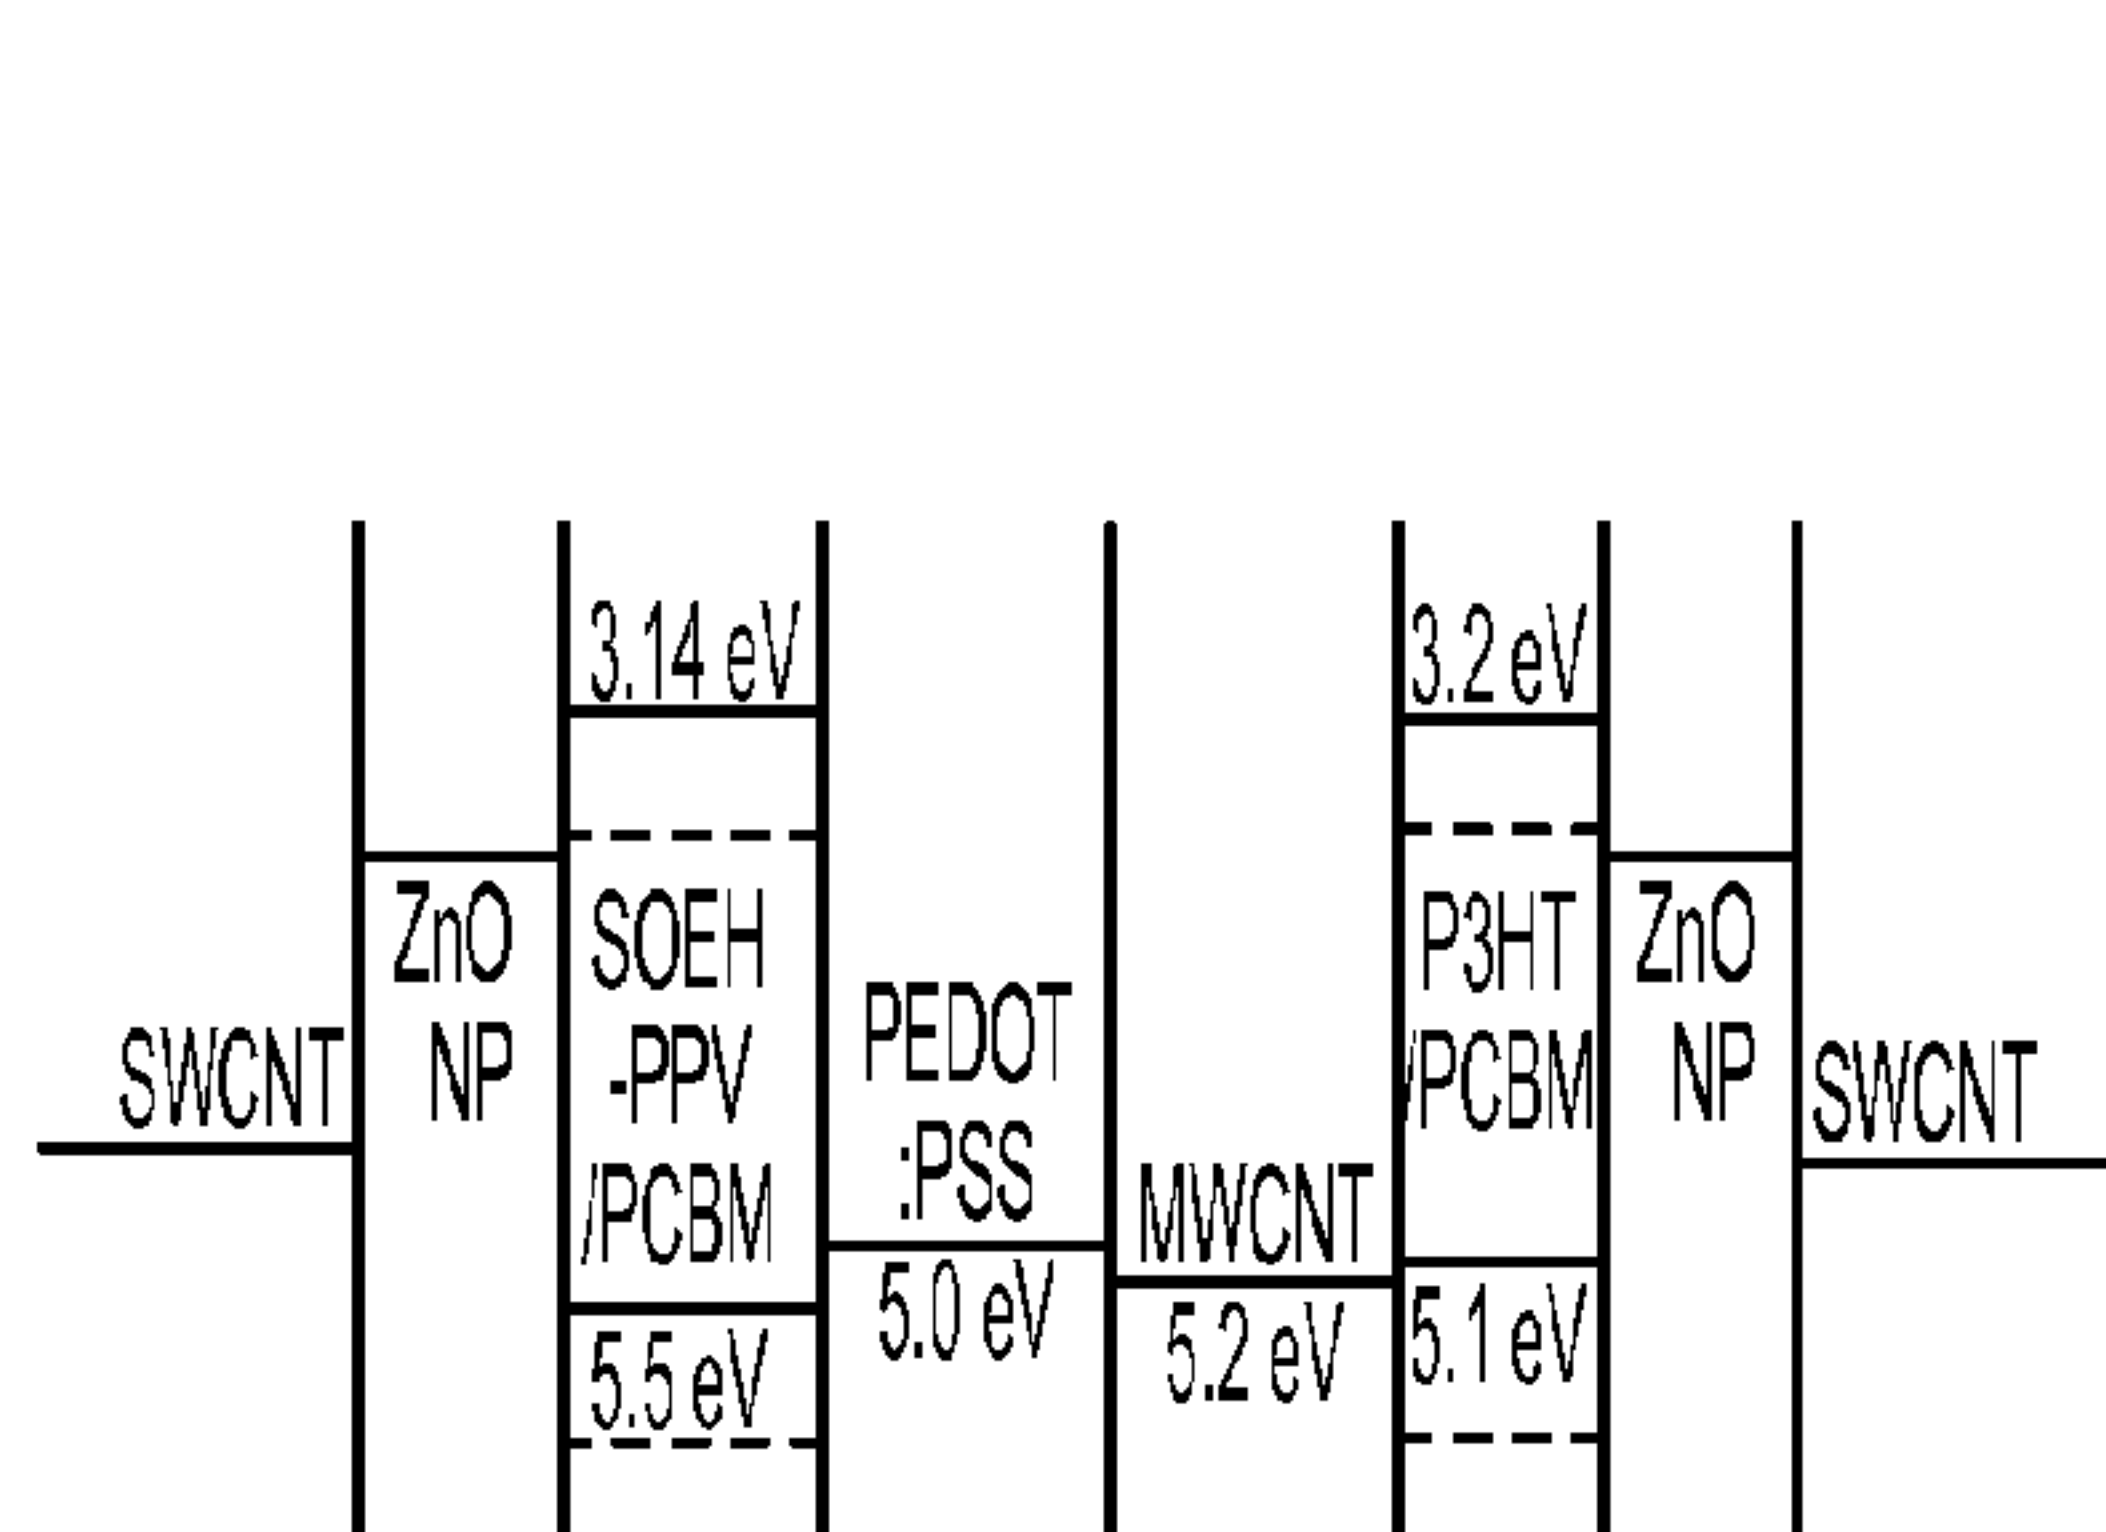 SWCNT
ZnO
NP
3.14 eV
SOEH
-PPV
/PCBM
5.5 eV
PEDOT
:PSS
5.0 eV
MWCNT
5.2 eV
3.2 eV
P3HT
/PCBM
5.1 eV
ZnO
NP
SWCNT